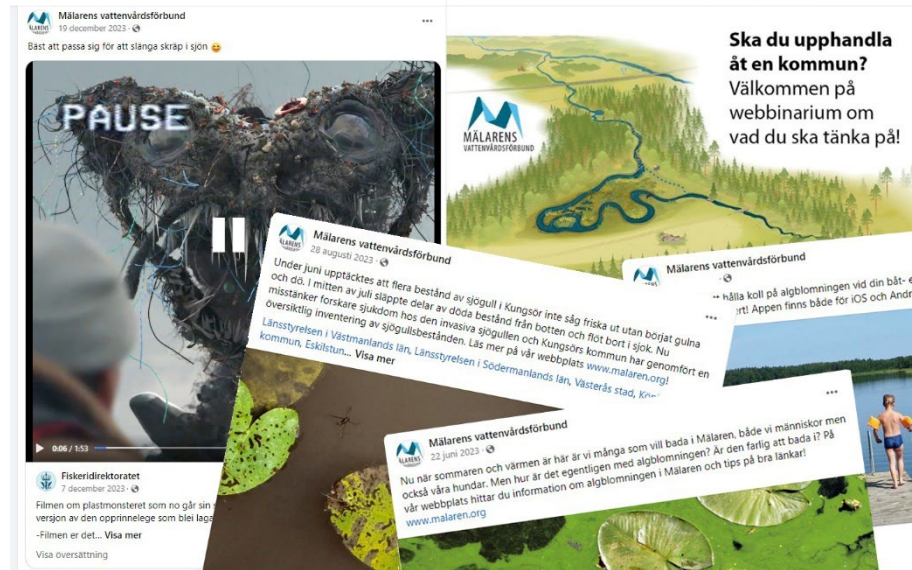 Mälarens vattenvårdsförbund
19 december 2023
Bäst att passa sig för att slänga skräp i sjön
PAUSE
0:06 / 1:53
Fiskeridirektoratet
7 december 2023
Filmen om plastmonsteret som no går sin
versjon av den opprinnelege som blei laga
-Filmen er det... Visa mer
Visa översättning
Ska du upphandla
åt en kommun?
Välkommen på
webbinarium om
vad du ska tänka på!
MÄLARENS
VATTENVÅRDSFÖRBUND
Mälarens vattenvårdsförbund
28 augusti 2023
Under juni upptäcktes att flera bestånd av sjögull i Kungsör inte såg friska ut utan börjat gulna
och dö. I mitten av juli släppte delar av döda bestånd från botten och flöt bort i sjok. Nu
misstänker forskare sjukdom hos den invasiva sjögullen och Kungsörs kommun har genomfört en
översiktlig inventering av sjögullsbestånden. Läs mer på vår webbplats www.malaren.org!
Länsstyrelsen i Västmanlands län, Länsstyrelsen i Södermanlands län, Västerås stad,
kommun, Eskilstun... Visa mer
Mälarens vattenvårdsförbund
hålla koll på algblomningen vid din båt-
Appen finns både för iOS och
Mälarens vattenvårdsförbund
22 juni 2023
Nu när sommaren och värmen är här är vi många som vill bada i Mälaren, både vi människor men
också våra hundar. Men hur är det egentligen med algblomningen? Är den farlig att bada i? På
vår webbplats hittar du information om algblomningen i Mälaren och tips på bra länkar!
www.malaren.org